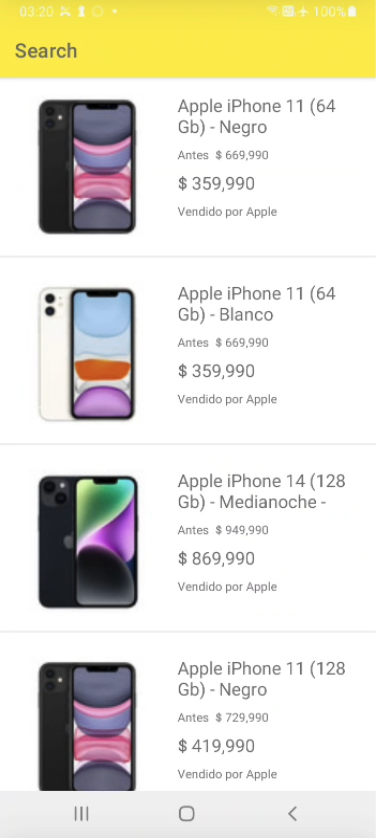 03:20
100%
Search
Apple iPhone 11 (64
Gb) - Negro
Antes $ 669,990
$ 359,990
Vendido por Apple
Apple iPhone 11 (64
Gb) - Blanco
Antes $ 669,990
$ 359,990
Vendido por Apple
Apple iPhone 14 (128
Gb) - Medianoche -
Antes $ 949,990
$ 869,990
Vendido por Apple
Apple iPhone 11 (128
Gb) - Negro
Antes $ 729,990
$ 419,990
Vendido por Apple